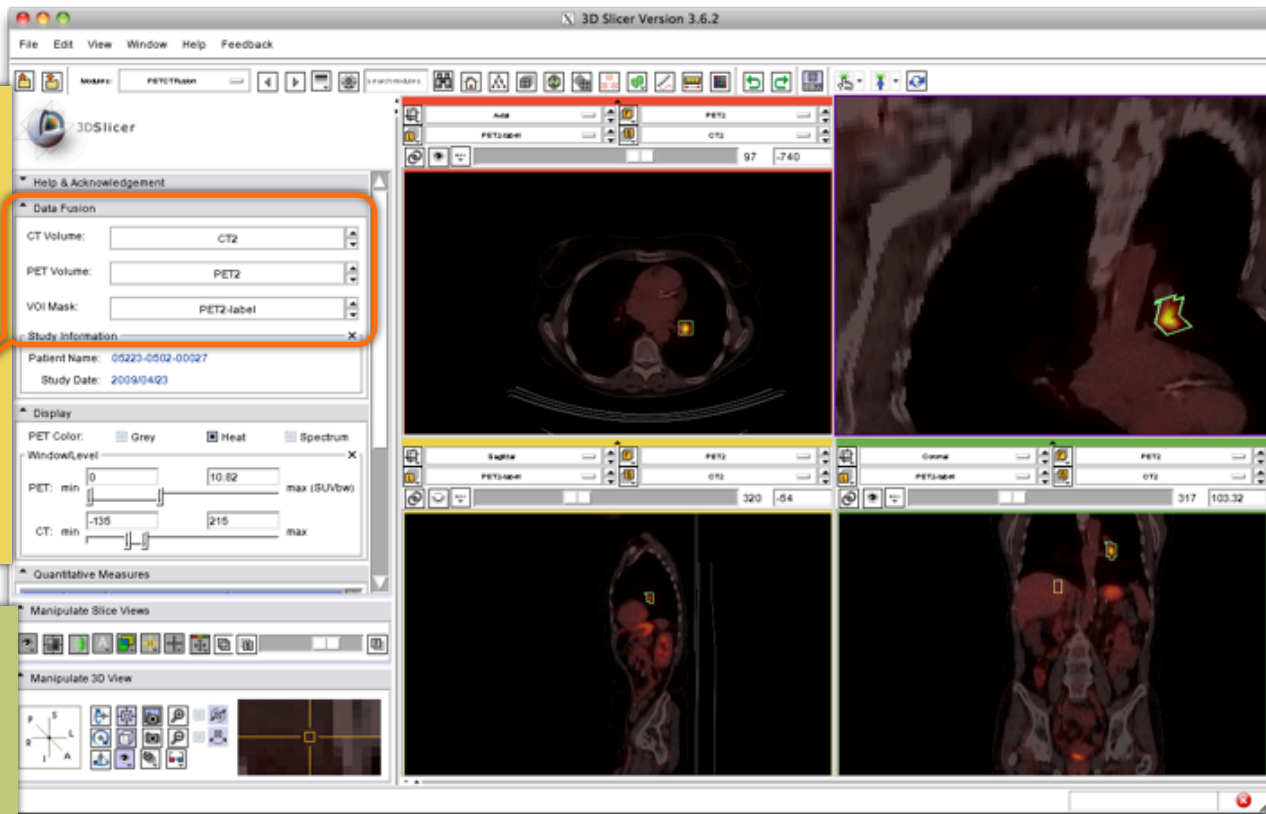 3D Slicer Version 3.6.2
File Edit View Window Help Feedback
Modules: PETCTFusion search modules
3DSlicer
Help & Acknowledgement
Data Fusion
CT Volume: CT2
PET Volume: PET2
VOI Mask: PET2-label
Study Information
Patient Name: 05223-0502-00027
Study Date: 2009/04/23
Display
PET Color: Grey Heat Spectrum
Window/Level
PET: min 0 10.82 max (SUVbw)
CT: min -135 215 max
Quantitative Measures
Manipulate Slice Views
Manipulate 3D View
P S
R L
I A
Axial PET2
PET2-label CT2
97 -740
Sagittal PET2
PET2-label CT2
320 -54
Coronal PET2
PET2-label CT2
317 103.32